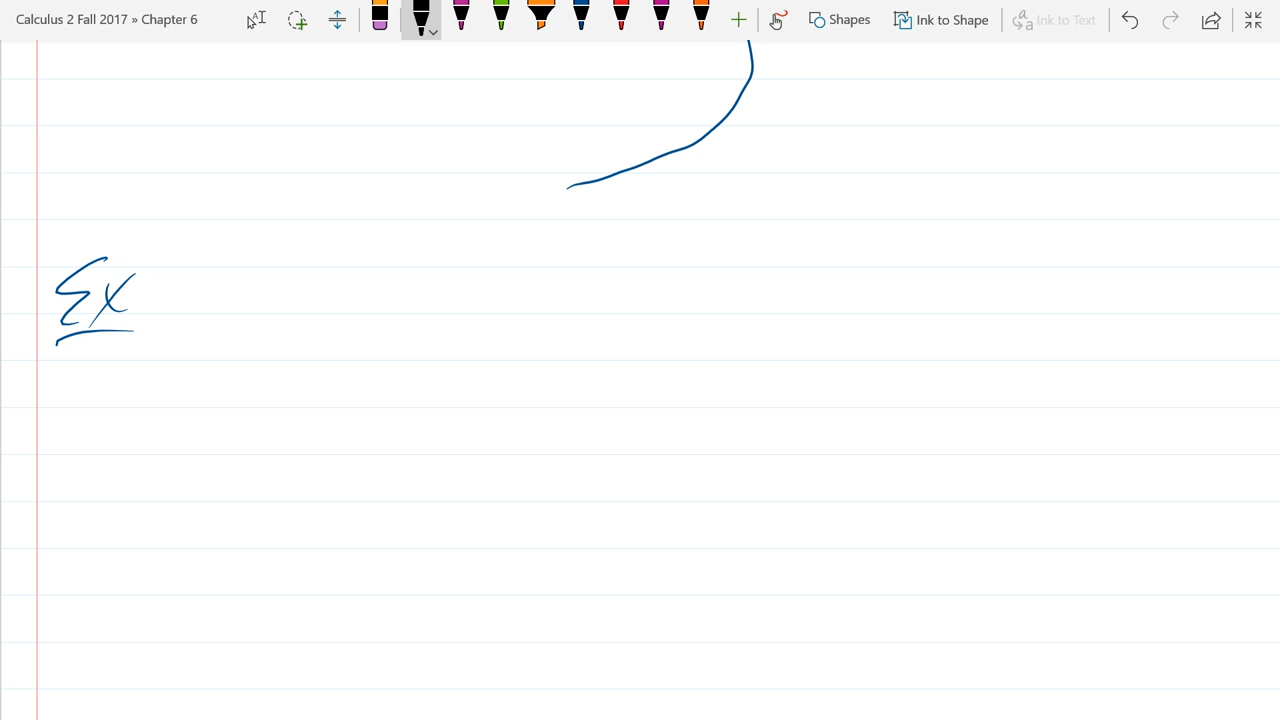 Calculus 2 Fall 2017 » Chapter 6
Shapes
Ink to Shape
Ink to Text
Ex